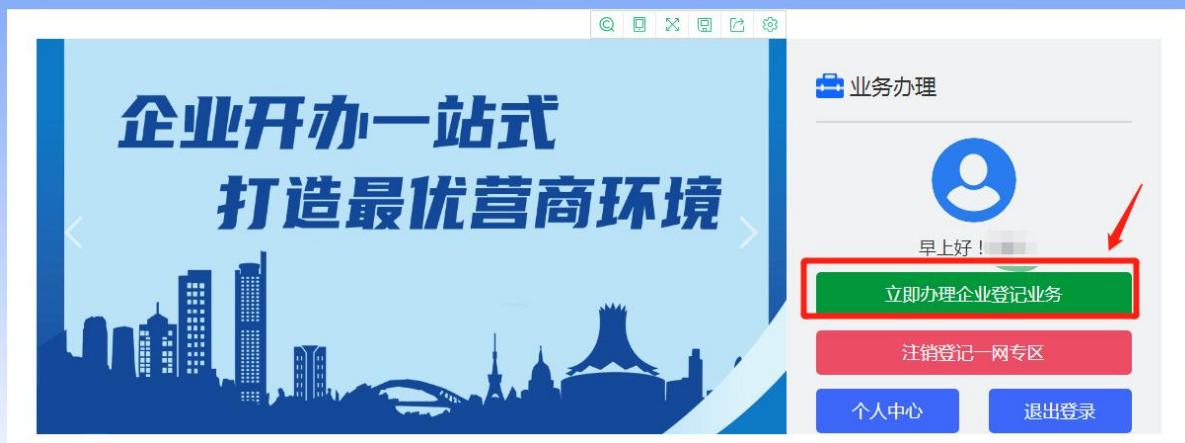 企业开办一站式
打造最优营商环境
业务办理
早上好！
立即办理企业登记业务
注销登记一网专区
个人中心
退出登录